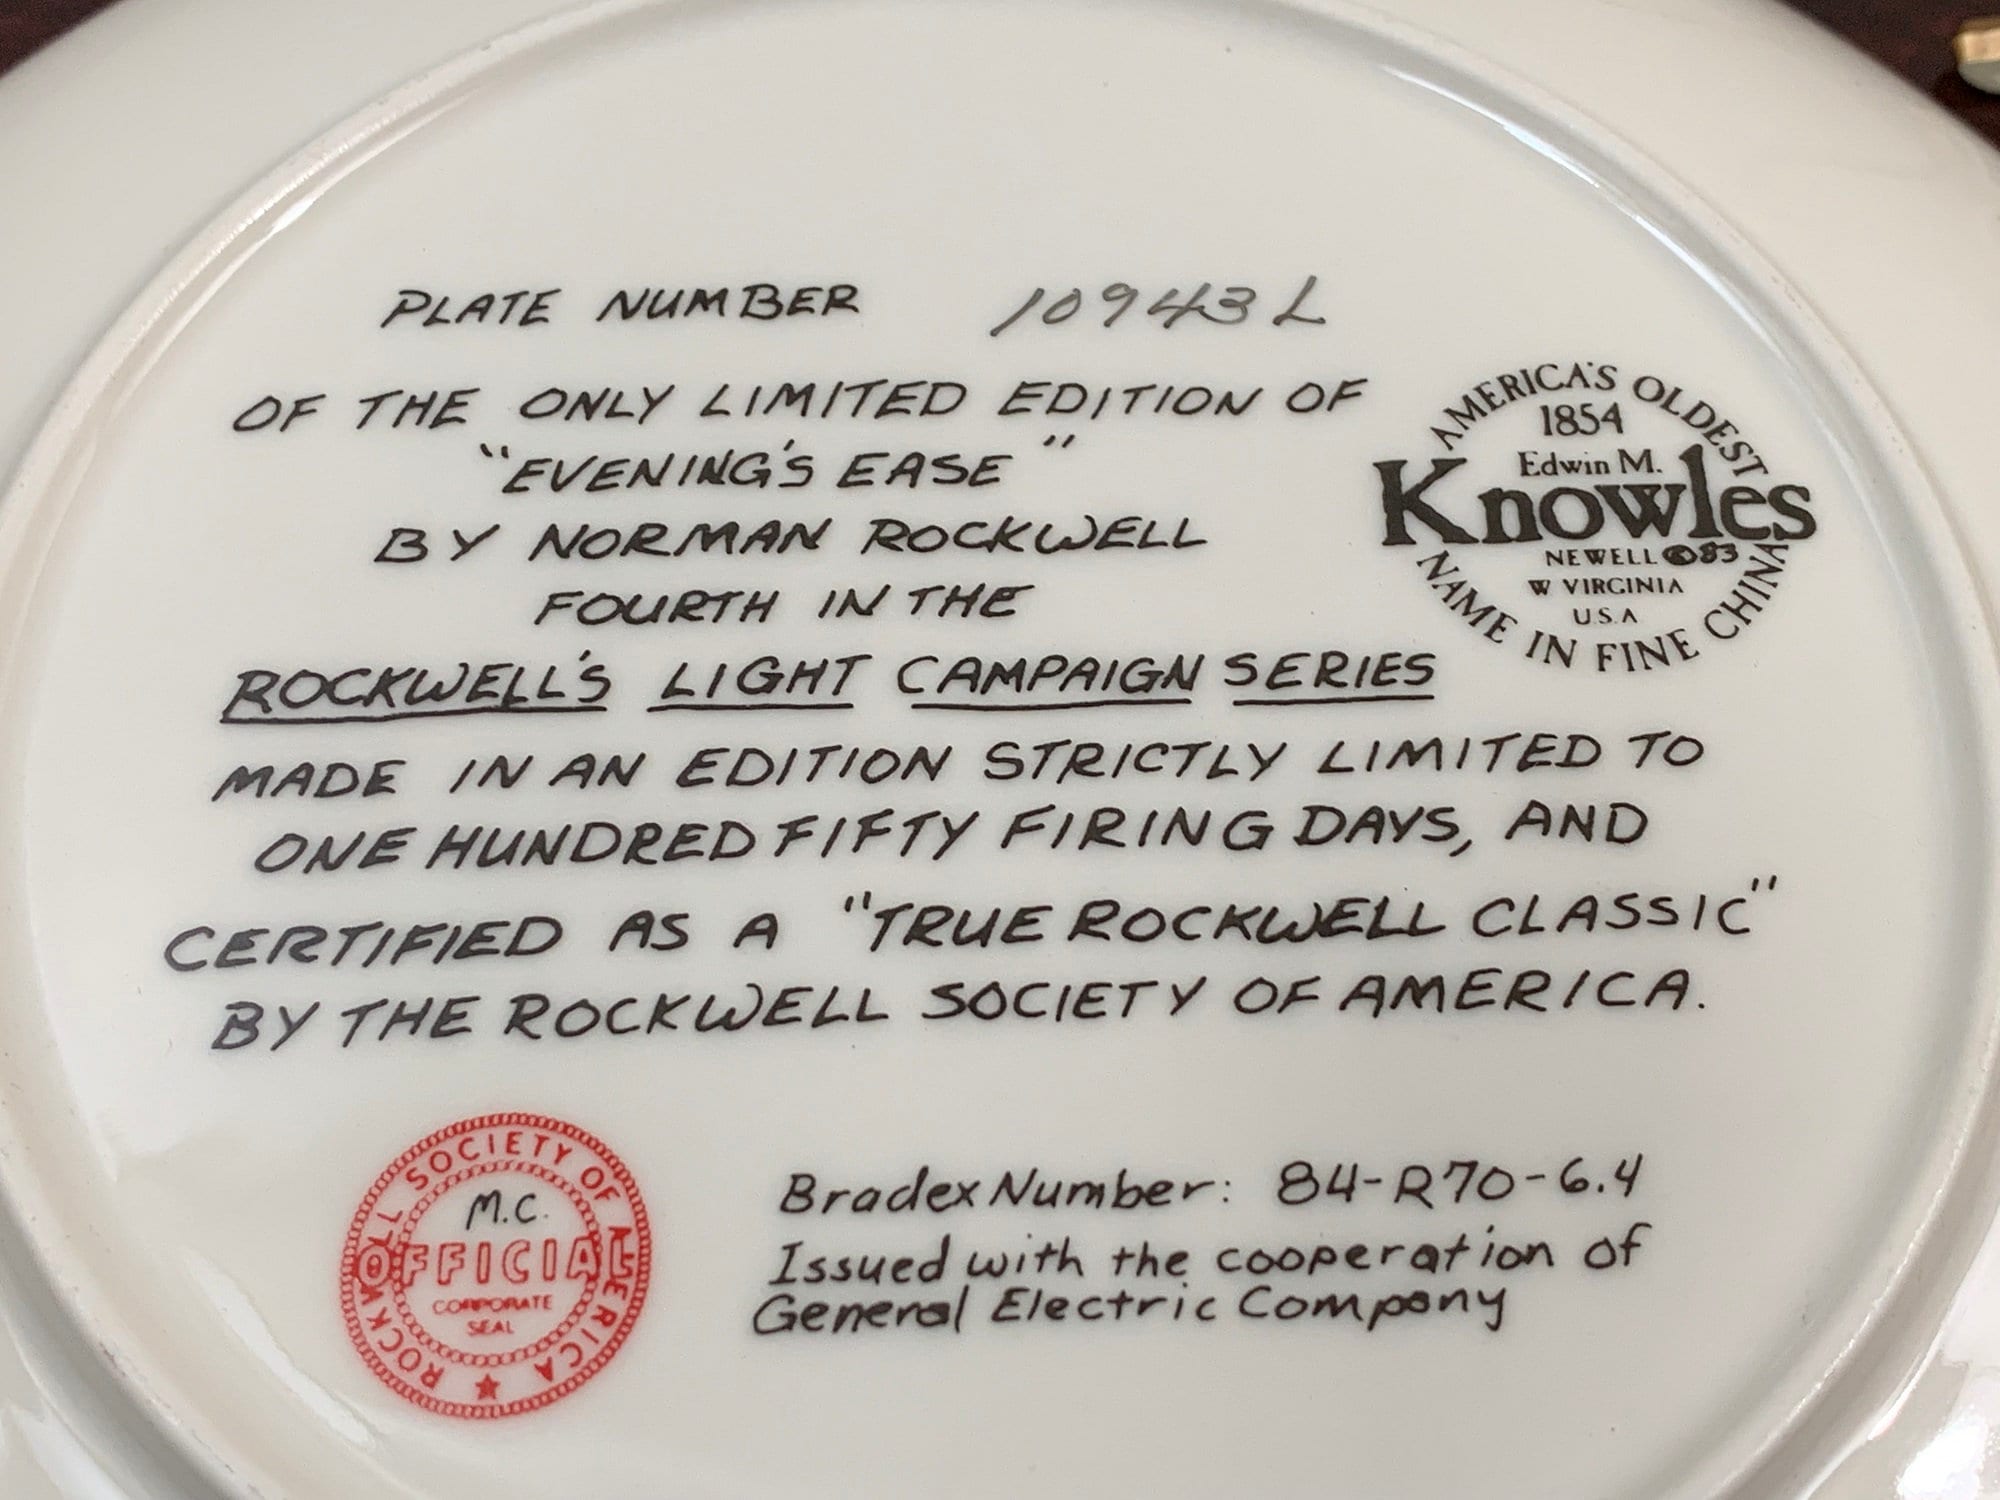 PLATE NUMBER 10943L
OF THE ONLY LIMITED EDITION OF
"EVENING'S EASE"
BY NORMAN ROCKWELL
FOURTH IN THE
ROCKWELL'S LIGHT CAMPAIGN SERIES
MADE IN AN EDITION STRICTLY LIMITED TO
ONE HUNDRED FIFTY FIRING DAYS, AND
CERTIFIED AS A "TRUE ROCKWELL CLASSIC"
BY THE ROCKWELL SOCIETY OF AMERICA.
AMERICA'S OLDEST
1854
Edwin M.
Knowles
NEWELL © 83
W VIRGINIA
U.S.A
NAME IN FINE CHINA
ROCKWELL SOCIETY OF AMERICA
M.C.
OFFICIAL
CORPORATE
SEAL
Bradex Number: 84-R70-6.4
Issued with the cooperation of
General Electric Company